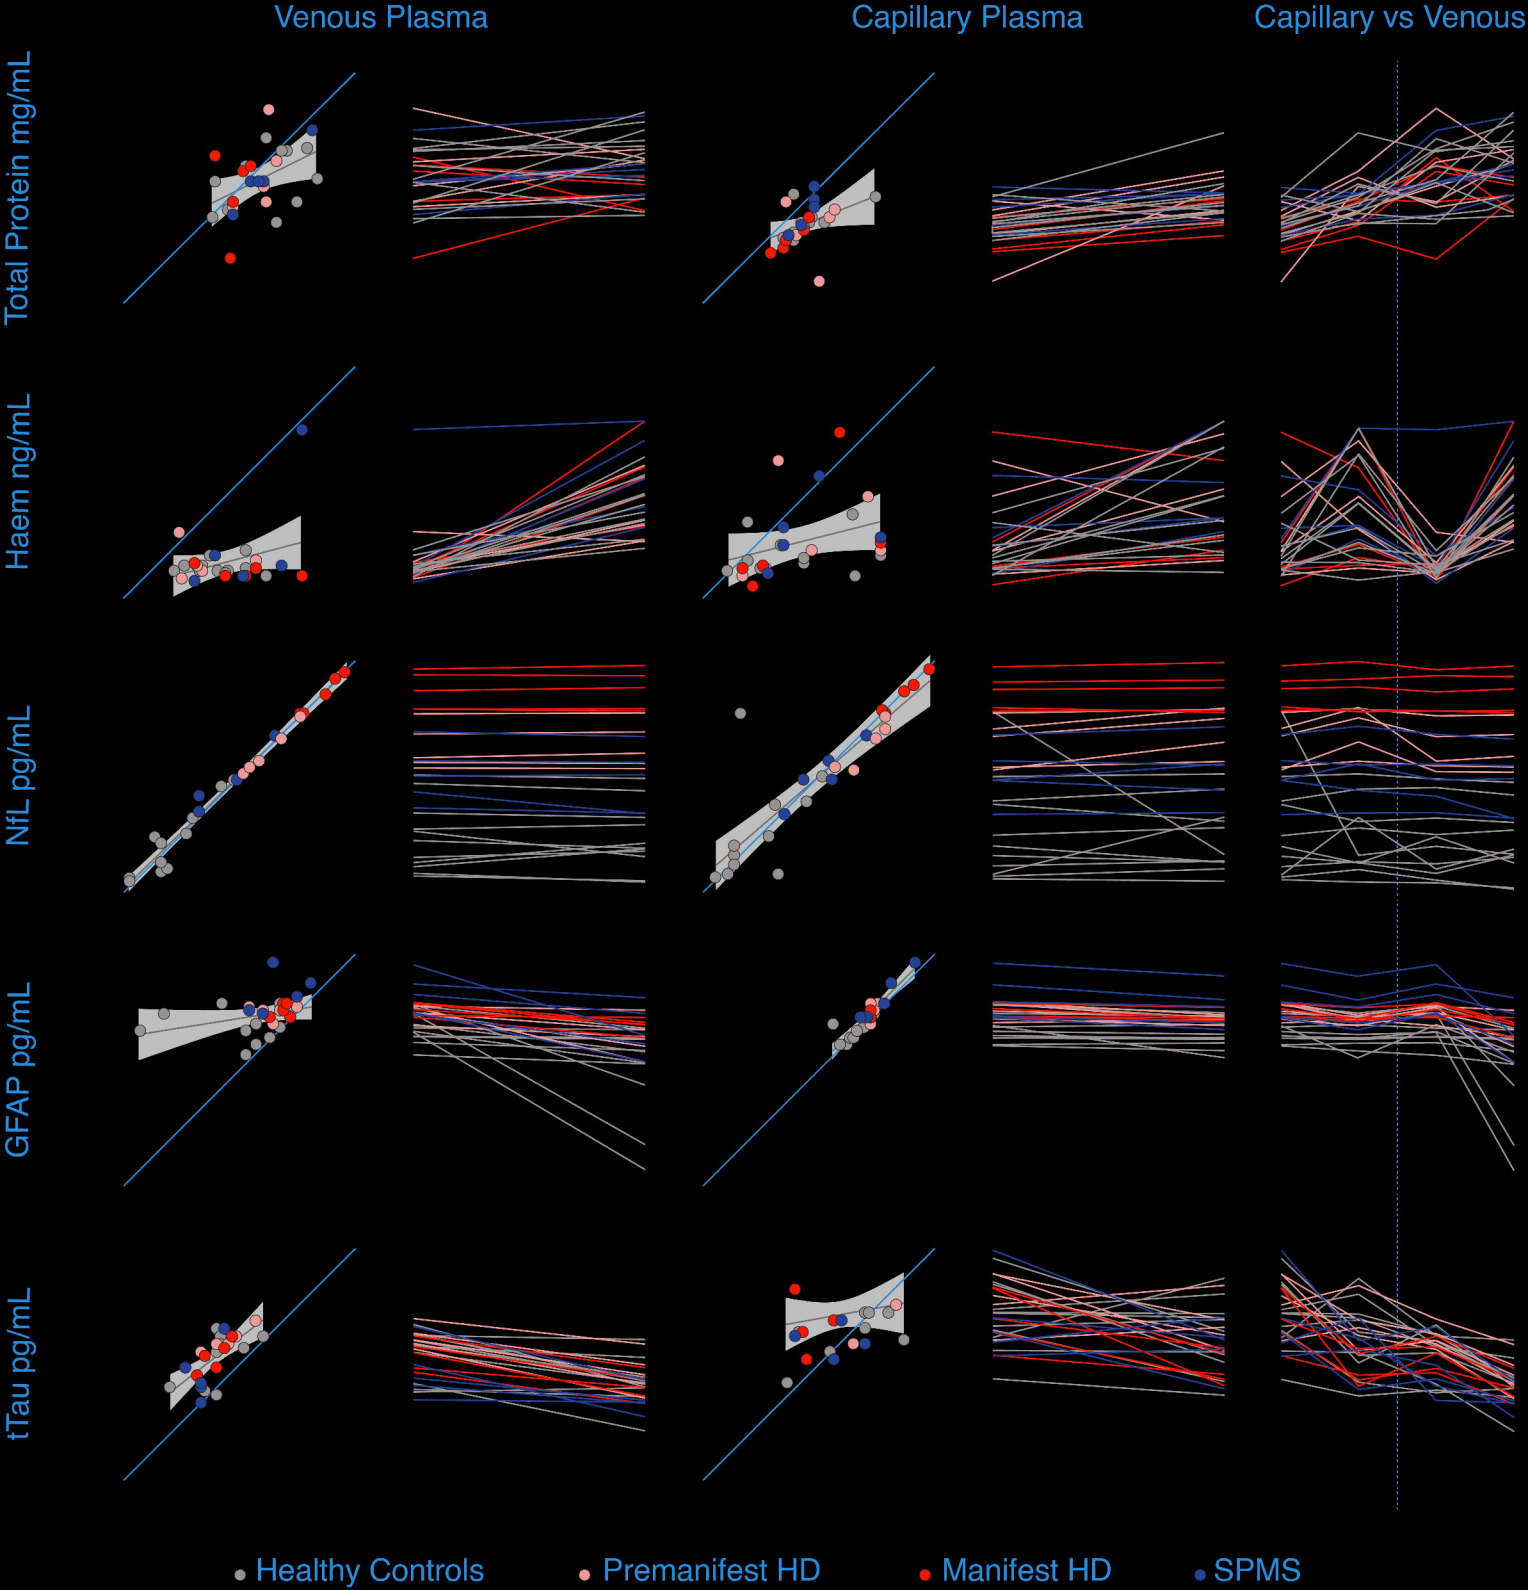 Venous Plasma
Capillary Plasma
Capillary vs Venous
Total Protein mg/mL
Haem ng/mL
NfL pg/mL
GFAP pg/mL
tTau pg/mL
Healthy Controls
Premanifest HD
Manifest HD
SPMS